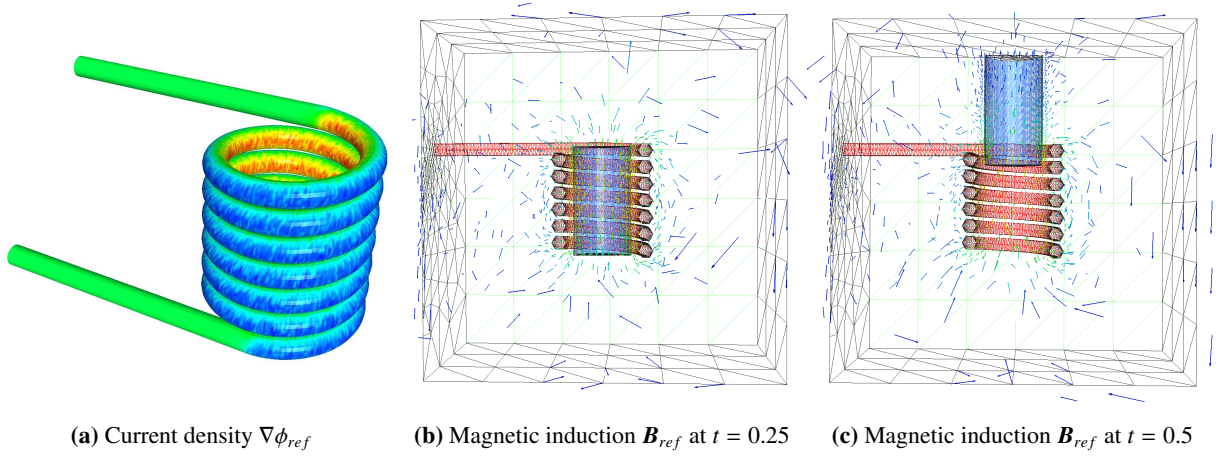 (a) Current density ∇ϕ_ref
(b) Magnetic induction B_ref at t = 0.25
(c) Magnetic induction B_ref at t = 0.5